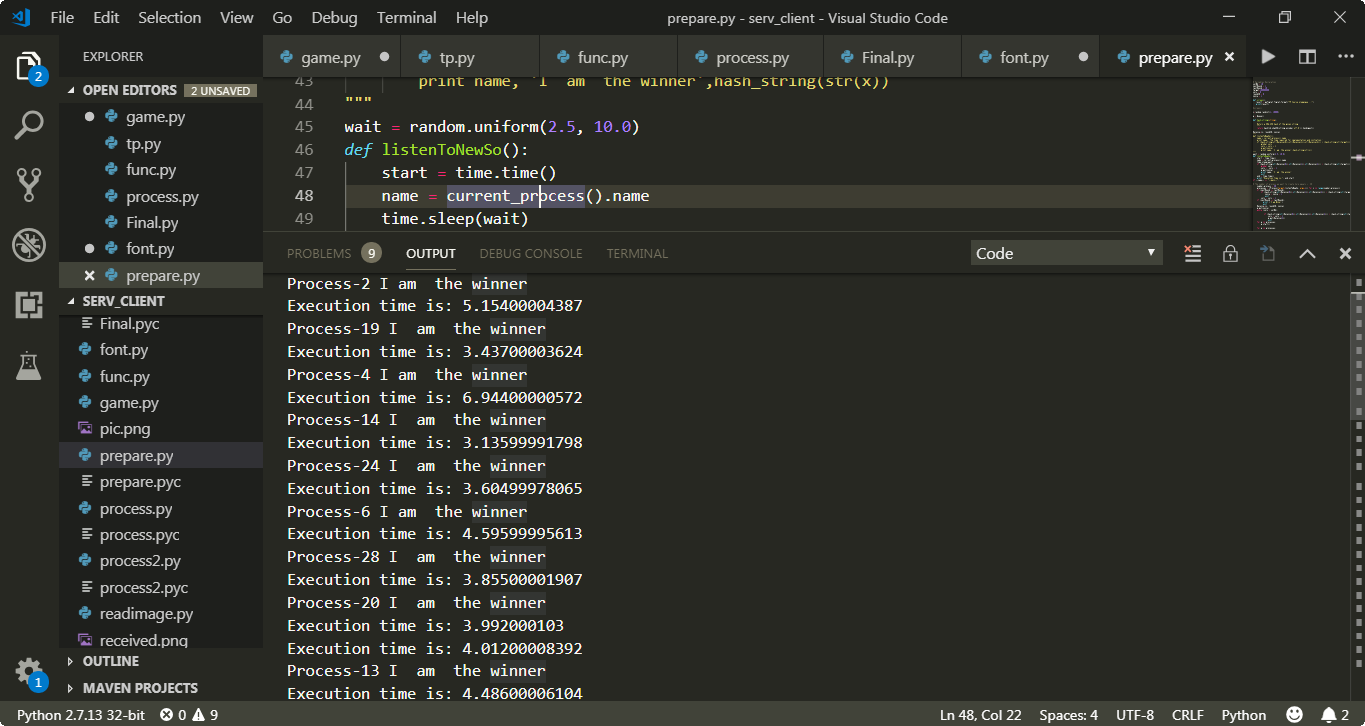 File Edit Selection View Go Debug Terminal Help prepare.py - serv_client - Visual Studio Code
EXPLORER
game.py tp.py func.py process.py Final.py font.py prepare.py
OPEN EDITORS 2 UNSAVED
game.py
tp.py
func.py
process.py
Final.py
font.py
prepare.py
SERV_CLIENT
Final.pyc
font.py
func.py
game.py
pic.png
prepare.py
prepare.pyc
process.py
process.pyc
process2.py
process2.pyc
readimage.py
received.png
OUTLINE
MAVEN PROJECTS
2
1
43 print name, 'I am the winner',hash_string(str(x))
44 """
45 wait = random.uniform(2.5, 10.0)
46 def listenToNewSo():
47 start = time.time()
48 name = current_process().name
49 time.sleep(wait)
PROBLEMS 9 OUTPUT DEBUG CONSOLE TERMINAL Code
Process-2 I am  the winner
Execution time is: 5.15400004387
Process-19 I  am  the winner
Execution time is: 3.43700003624
Process-4 I am  the winner
Execution time is: 6.94400000572
Process-14 I  am  the winner
Execution time is: 3.13599991798
Process-24 I  am  the winner
Execution time is: 3.60499978065
Process-6 I am  the winner
Execution time is: 4.59599995613
Process-28 I  am  the winner
Execution time is: 3.85500001907
Process-20 I  am  the winner
Execution time is: 3.992000103
Execution time is: 4.01200008392
Process-13 I  am  the winner
Execution time is: 4.48600006104
Python 2.7.13 32-bit 0 9 Ln 48, Col 22 Spaces: 4 UTF-8 CRLF Python 2